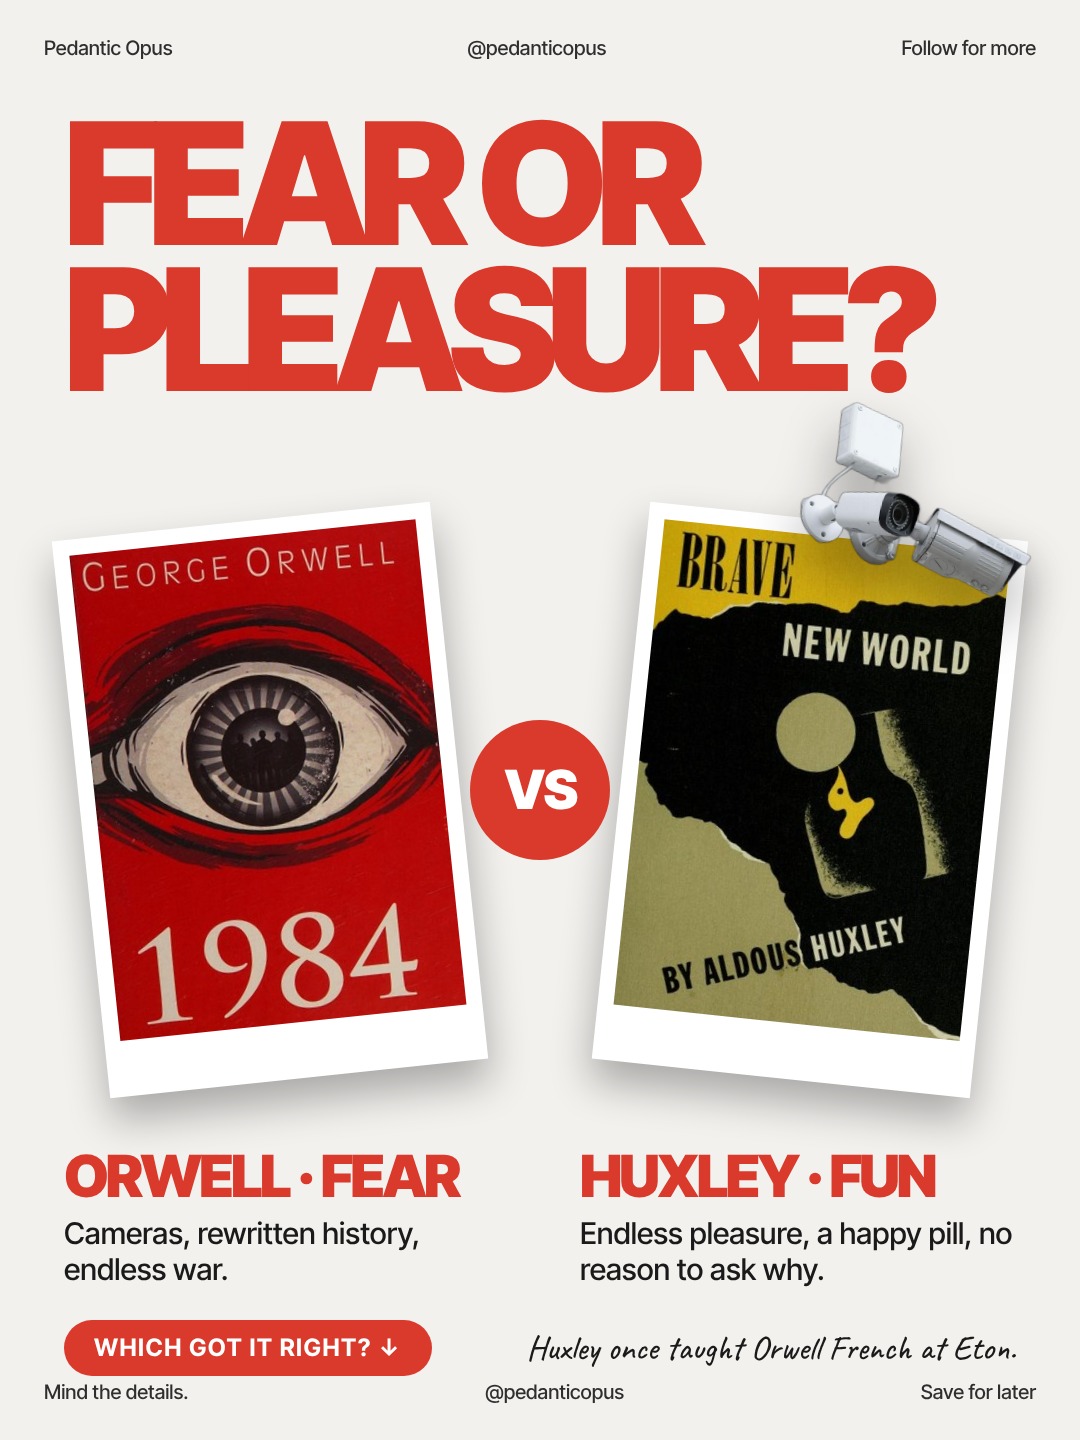 Pedantic Opus
@pedanticopus
Follow for more
FEAR OR
PLEASURE?
GEORGE ORWELL
1984
VS
BRAVE
NEW WORLD
BY ALDOUS HUXLEY
ORWELL · FEAR
Cameras, rewritten history,
endless war.
HUXLEY · FUN
Endless pleasure, a happy pill, no
reason to ask why.
WHICH GOT IT RIGHT? ↓
Huxley once taught Orwell French at Eton.
Mind the details.
@pedanticopus
Save for later